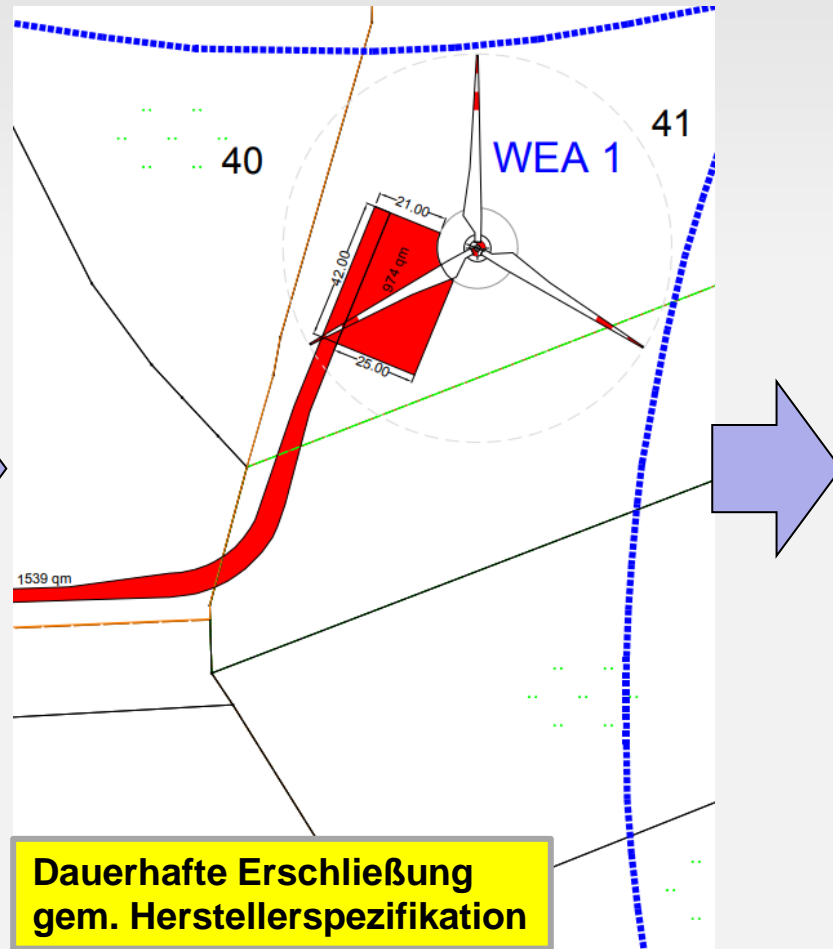 41
WEA 1
40
21.00
42.00
974 qm
25.00
1539 qm
Dauerhafte Erschließung
gem. Herstellerspezifikation